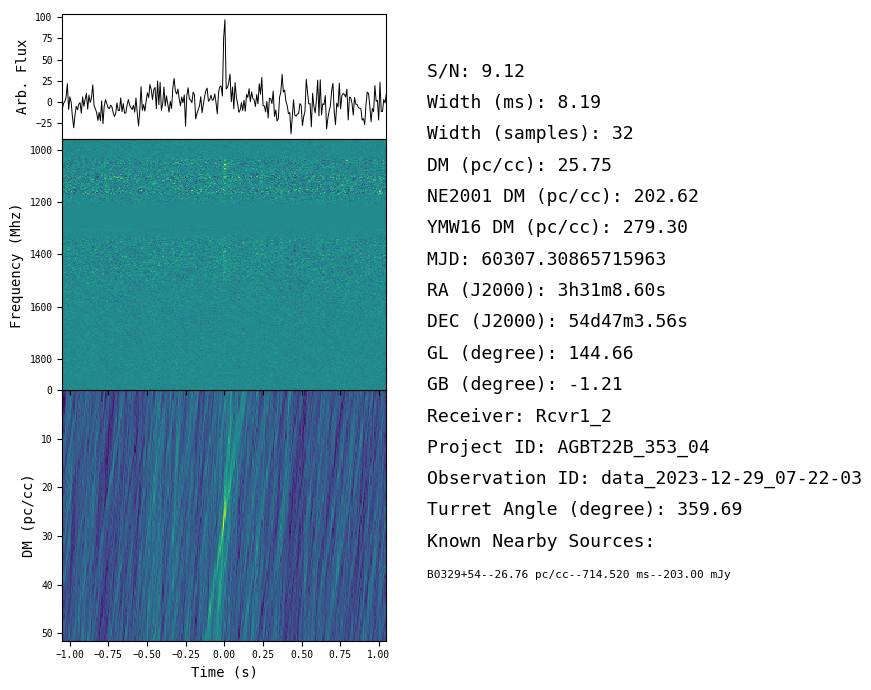 100
75
50
25
0
−25
Arb. Flux
1000
1200
1400
1600
1800
Frequency (Mhz)
0
10
20
30
40
50
DM (pc/cc)
−1.00 −0.75 −0.50 −0.25 0.00 0.25 0.50 0.75 1.00
Time (s)
S/N: 9.12
Width (ms): 8.19
Width (samples): 32
DM (pc/cc): 25.75
NE2001 DM (pc/cc): 202.62
YMW16 DM (pc/cc): 279.30
MJD: 60307.30865715963
RA (J2000): 3h31m8.60s
DEC (J2000): 54d47m3.56s
GL (degree): 144.66
GB (degree): -1.21
Receiver: Rcvr1_2
Project ID: AGBT22B_353_04
Observation ID: data_2023-12-29_07-22-03
Turret Angle (degree): 359.69
Known Nearby Sources:
B0329+54--26.76 pc/cc--714.520 ms--203.00 mJy